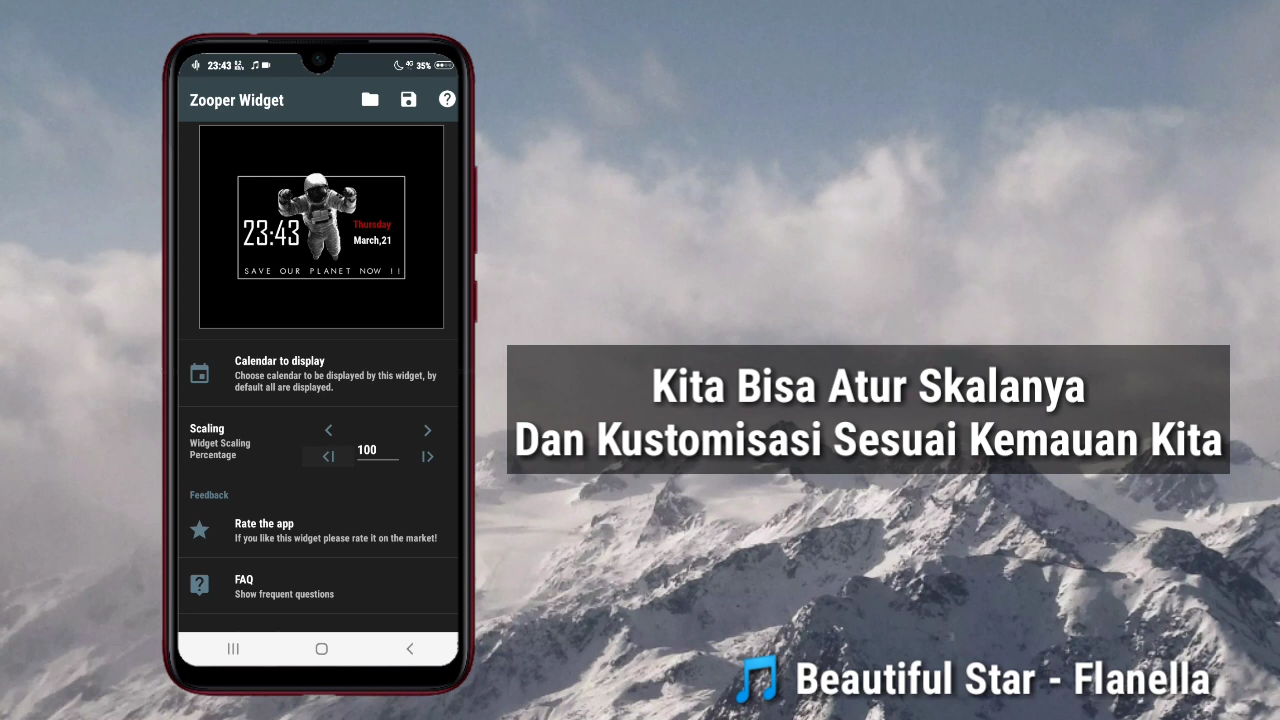 23:43
4G 35%
Zooper Widget
23:43
Thursday
March,21
SAVE OUR PLANET NOW !!
Calendar to display
Choose calendar to be displayed by this widget, by
default all are displayed.
Scaling
Widget Scaling
Percentage
100
Feedback
Rate the app
If you like this widget please rate it on the market!
FAQ
Show frequent questions
Kita Bisa Atur Skalanya
Dan Kustomisasi Sesuai Kemauan Kita
Beautiful Star - Flanella